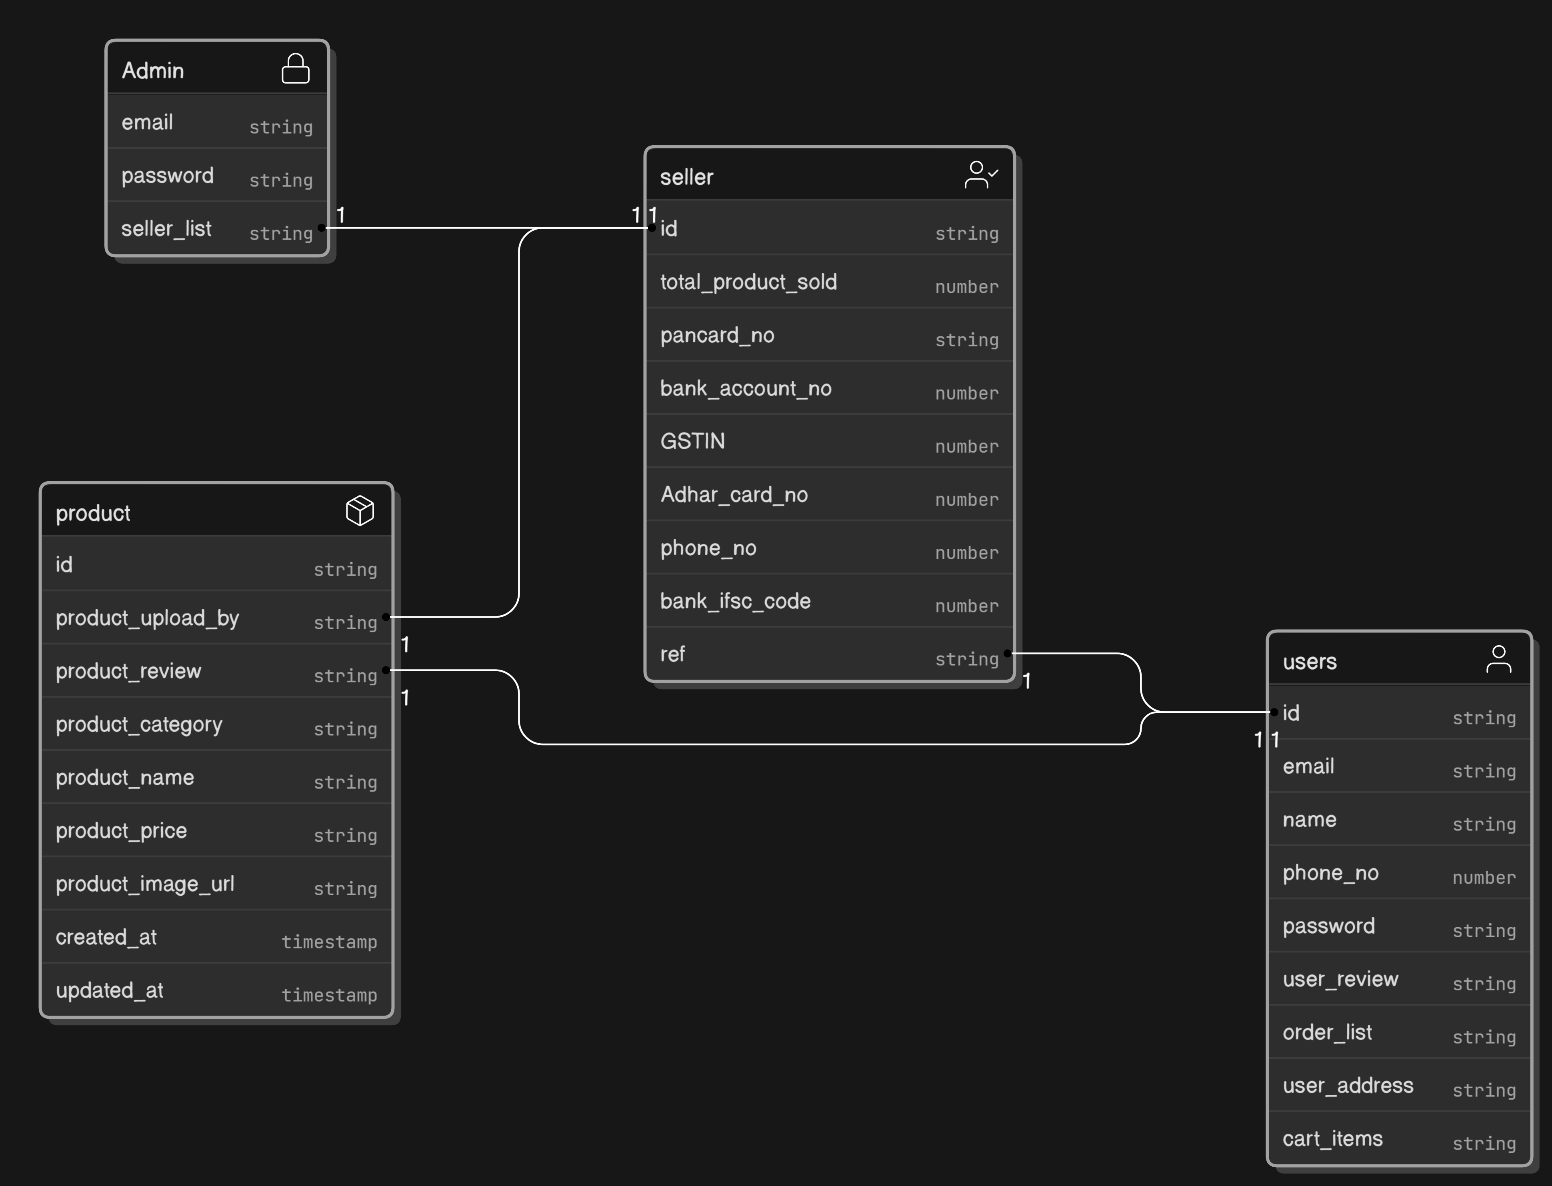 Admin
email string
password string
seller_list string
1
1 1
seller
id string
total_product_sold number
pancard_no string
bank_account_no number
GSTIN number
Adhar_card_no number
phone_no number
bank_ifsc_code number
ref string
1
product
id string
product_upload_by string
1
product_review string
1
product_category string
product_name string
product_price string
product_image_url string
created_at timestamp
updated_at timestamp
users
id string
1 1
email string
name string
phone_no number
password string
user_review string
order_list string
user_address string
cart_items string